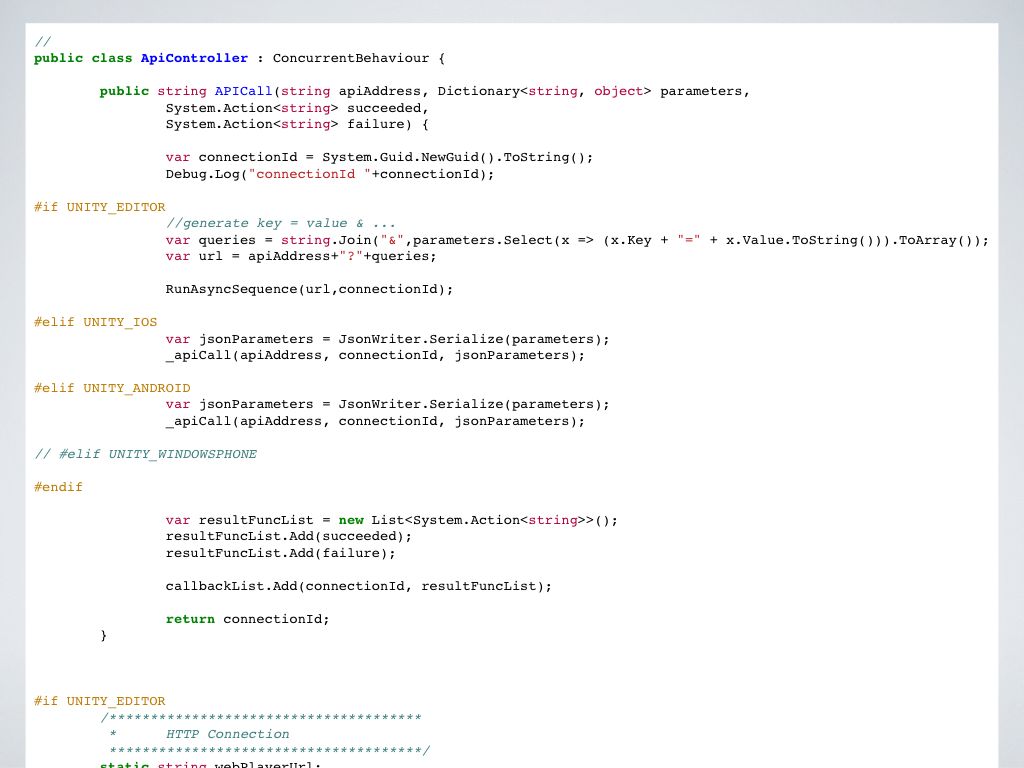 //
public class ApiController : ConcurrentBehaviour {
public string APICall(string apiAddress, Dictionary<string, object> parameters,
System.Action<string> succeeded,
System.Action<string> failure) {
var connectionId = System.Guid.NewGuid().ToString();
Debug.Log("connectionId "+connectionId);
#if UNITY_EDITOR
//generate key = value & ...
var queries = string.Join("&",parameters.Select(x => (x.Key + "=" + x.Value.ToString())).ToArray());
var url = apiAddress+"?"+queries;
RunAsyncSequence(url,connectionId);
#elif UNITY_IOS
var jsonParameters = JsonWriter.Serialize(parameters);
_apiCall(apiAddress, connectionId, jsonParameters);
#elif UNITY_ANDROID
var jsonParameters = JsonWriter.Serialize(parameters);
_apiCall(apiAddress, connectionId, jsonParameters);
// #elif UNITY_WINDOWSPHONE
#endif
var resultFuncList = new List<System.Action<string>>();
resultFuncList.Add(succeeded);
resultFuncList.Add(failure);
callbackList.Add(connectionId, resultFuncList);
return connectionId;
}
#if UNITY_EDITOR
/**************************************
* HTTP Connection
**************************************/
static string webPlayerUrl;